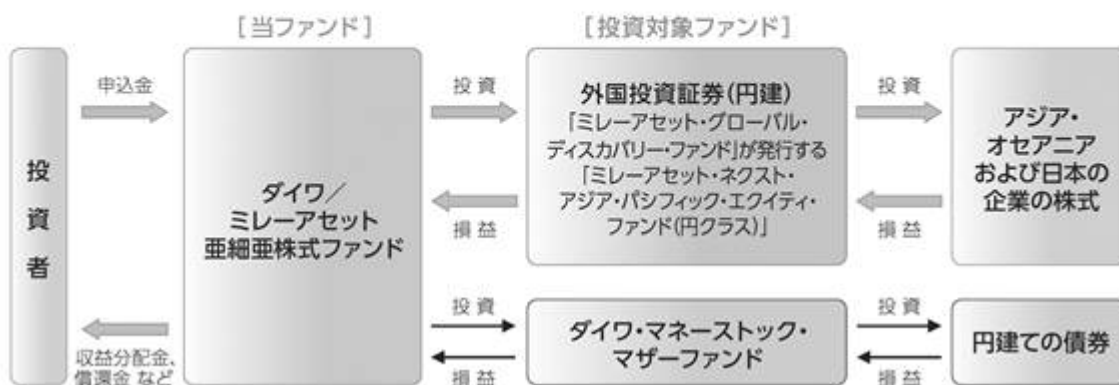 [当ファンド]
[投資対象ファンド]
投資者
申込金
収益分配金、
償還金 など
ダイワ／
ミレーアセット
亜細亜株式ファンド
投資
損益
外国投資証券(円建)
「ミレーアセット・グローバル・
ディスカバリー・ファンド」が発行する
「ミレーアセット・ネクスト・
アジア・パシフィック・エクイティ・
ファンド(円クラス)」
投資
損益
アジア・
オセアニア
および日本の
企業の株式
投資
損益
ダイワ・マネーストック・
マザーファンド
投資
損益
円建ての債券